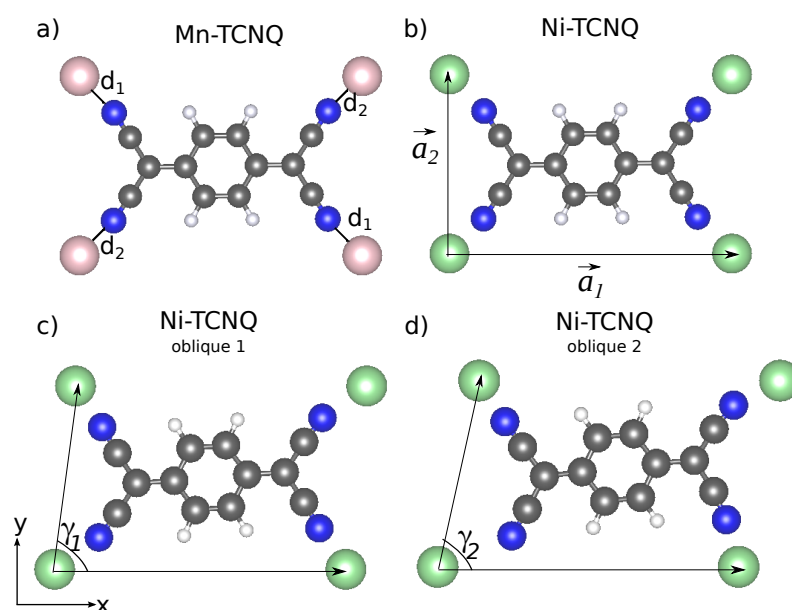 a)
Mn-TCNQ
d1
d2
d2
d1
b)
Ni-TCNQ
a2
a1
c)
Ni-TCNQ
oblique 1
γ1
y
x
d)
Ni-TCNQ
oblique 2
γ2